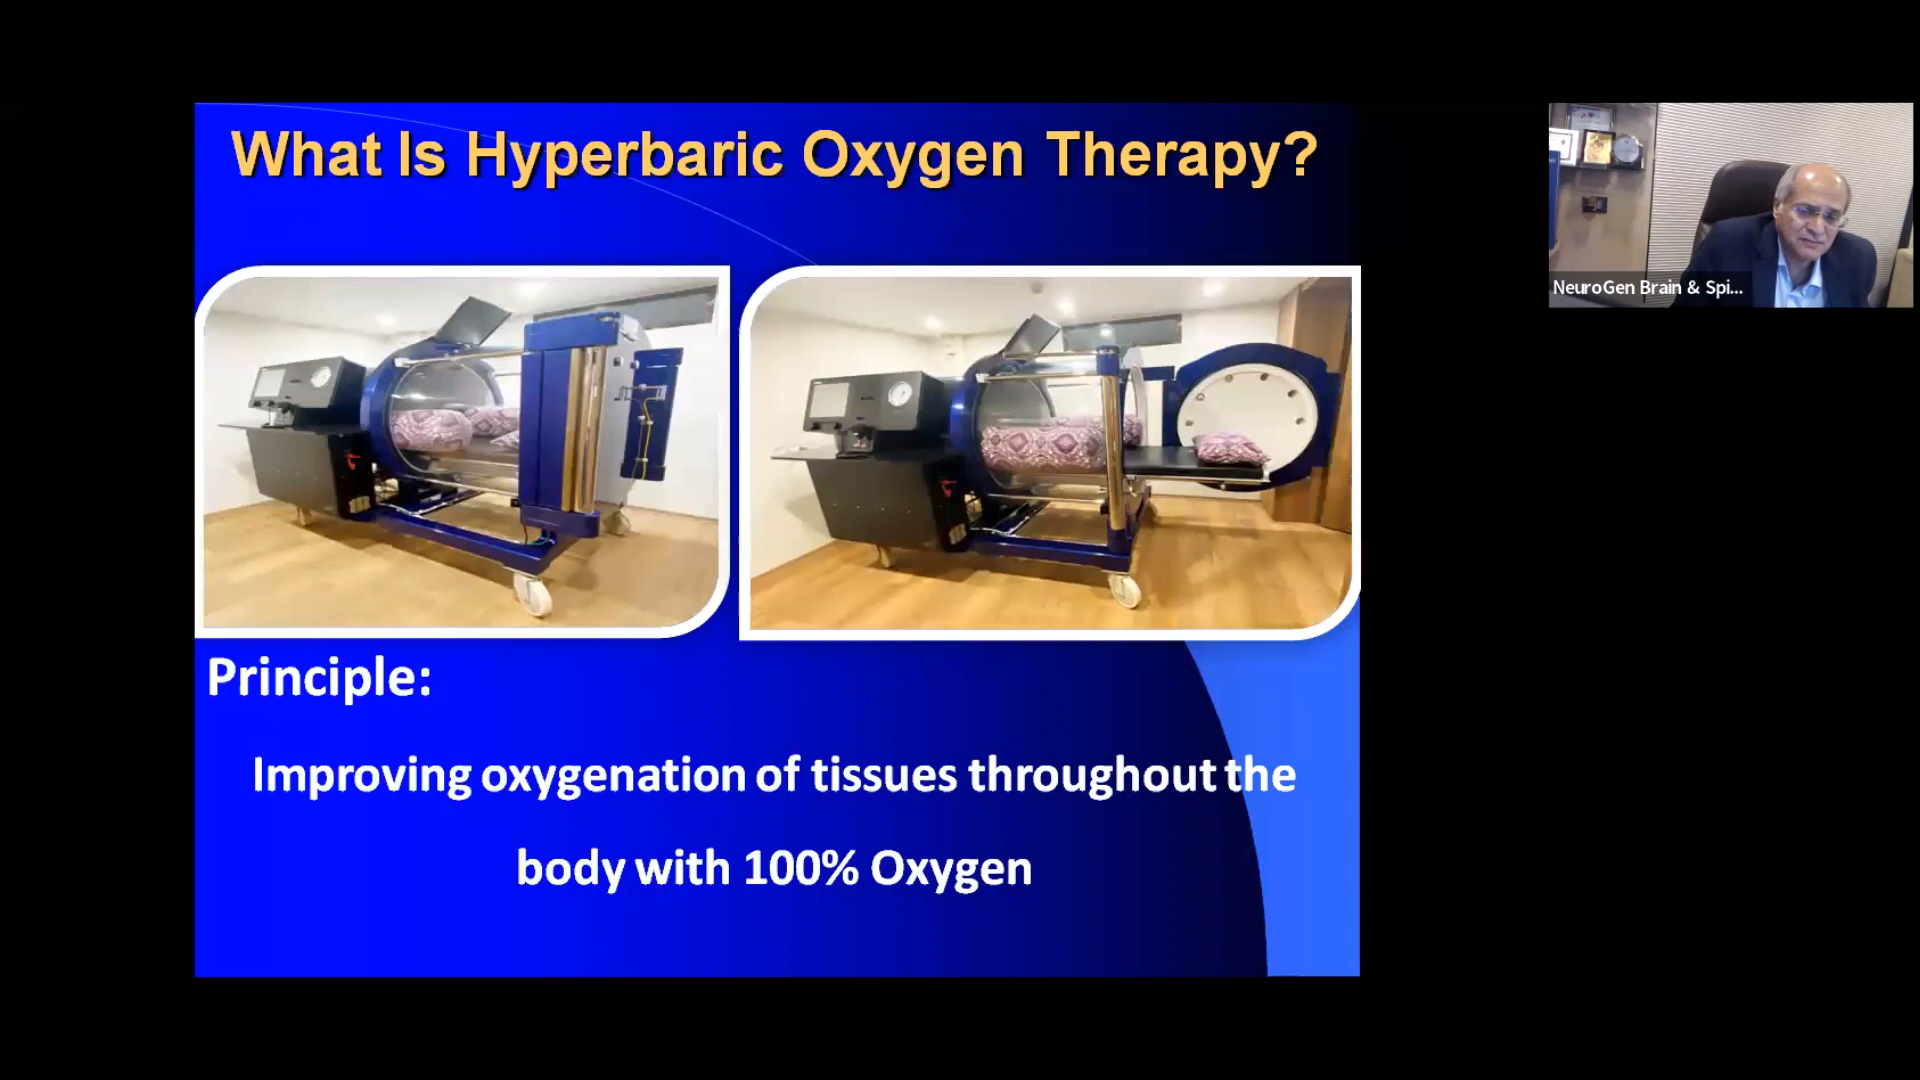 What Is Hyperbaric Oxygen Therapy?
NeuroGen Brain & Spi...
Principle:
Improving oxygenation of tissues throughout the
body with 100% Oxygen